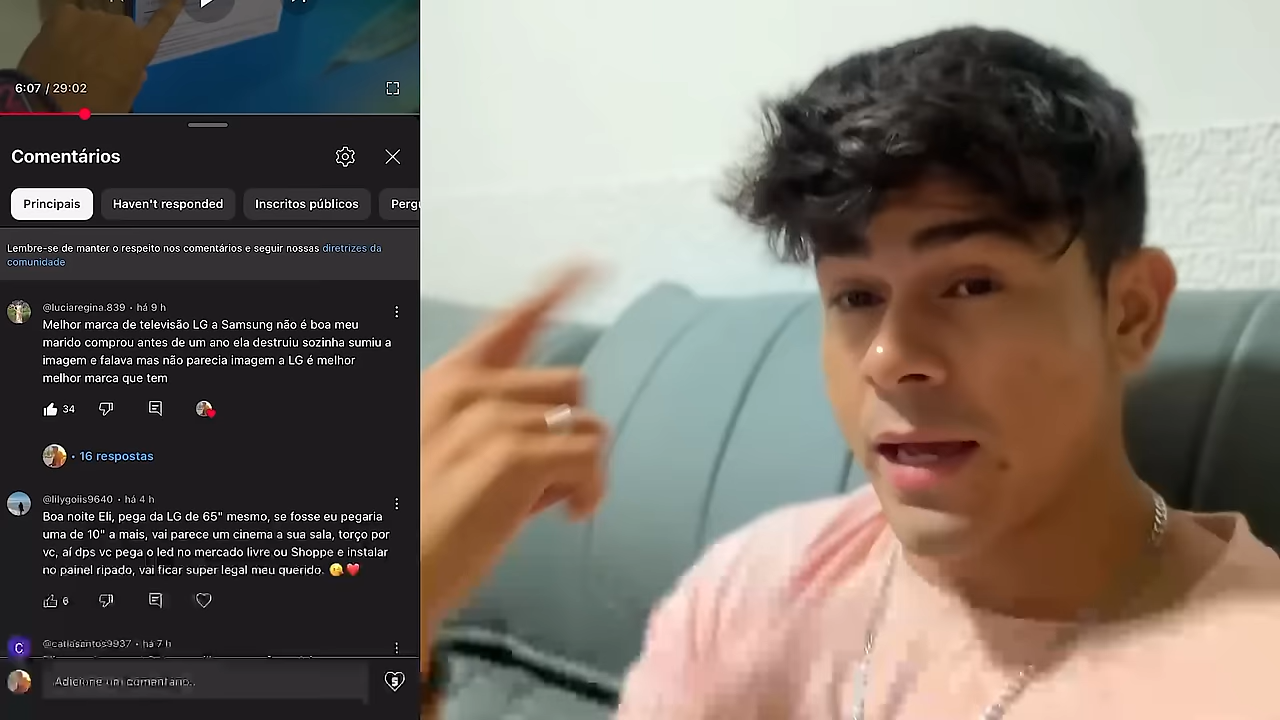 6:07 / 29:02
Comentários
Principais
Haven't responded
Inscritos públicos
Pergu
Lembre-se de manter o respeito nos comentários e seguir nossas diretrizes da
comunidade
@luciaregina.839 · há 9 h
Melhor marca de televisão LG a Samsung não é boa meu
marido comprou antes de um ano ela destruiu sozinha sumiu a
imagem e falava mas não parecia imagem a LG é melhor
melhor marca que tem
34
· 16 respostas
@lilygoiis9640 · há 4 h
Boa noite Eli, pega da LG de 65" mesmo, se fosse eu pegaria
uma de 10" a mais, vai parece um cinema a sua sala, torço por
vc, aí dps vc pega o led no mercado livre ou Shoppe e instalar
no painel ripado, vai ficar super legal meu querido. 😋❤️
6
C
@catiasantos9937 · há 7 h
Adicione um comentário..
5